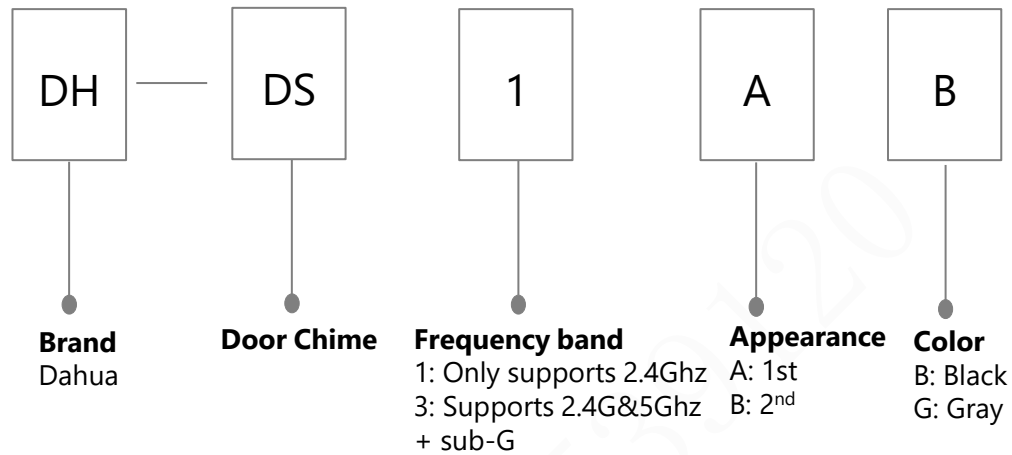 DH DS 1 A B
Brand
Dahua
Door Chime
Frequency band
1: Only supports 2.4Ghz
3: Supports 2.4G&5Ghz
+ sub-G
Appearance
A: 1st
B: 2nd
Color
B: Black
G: Gray